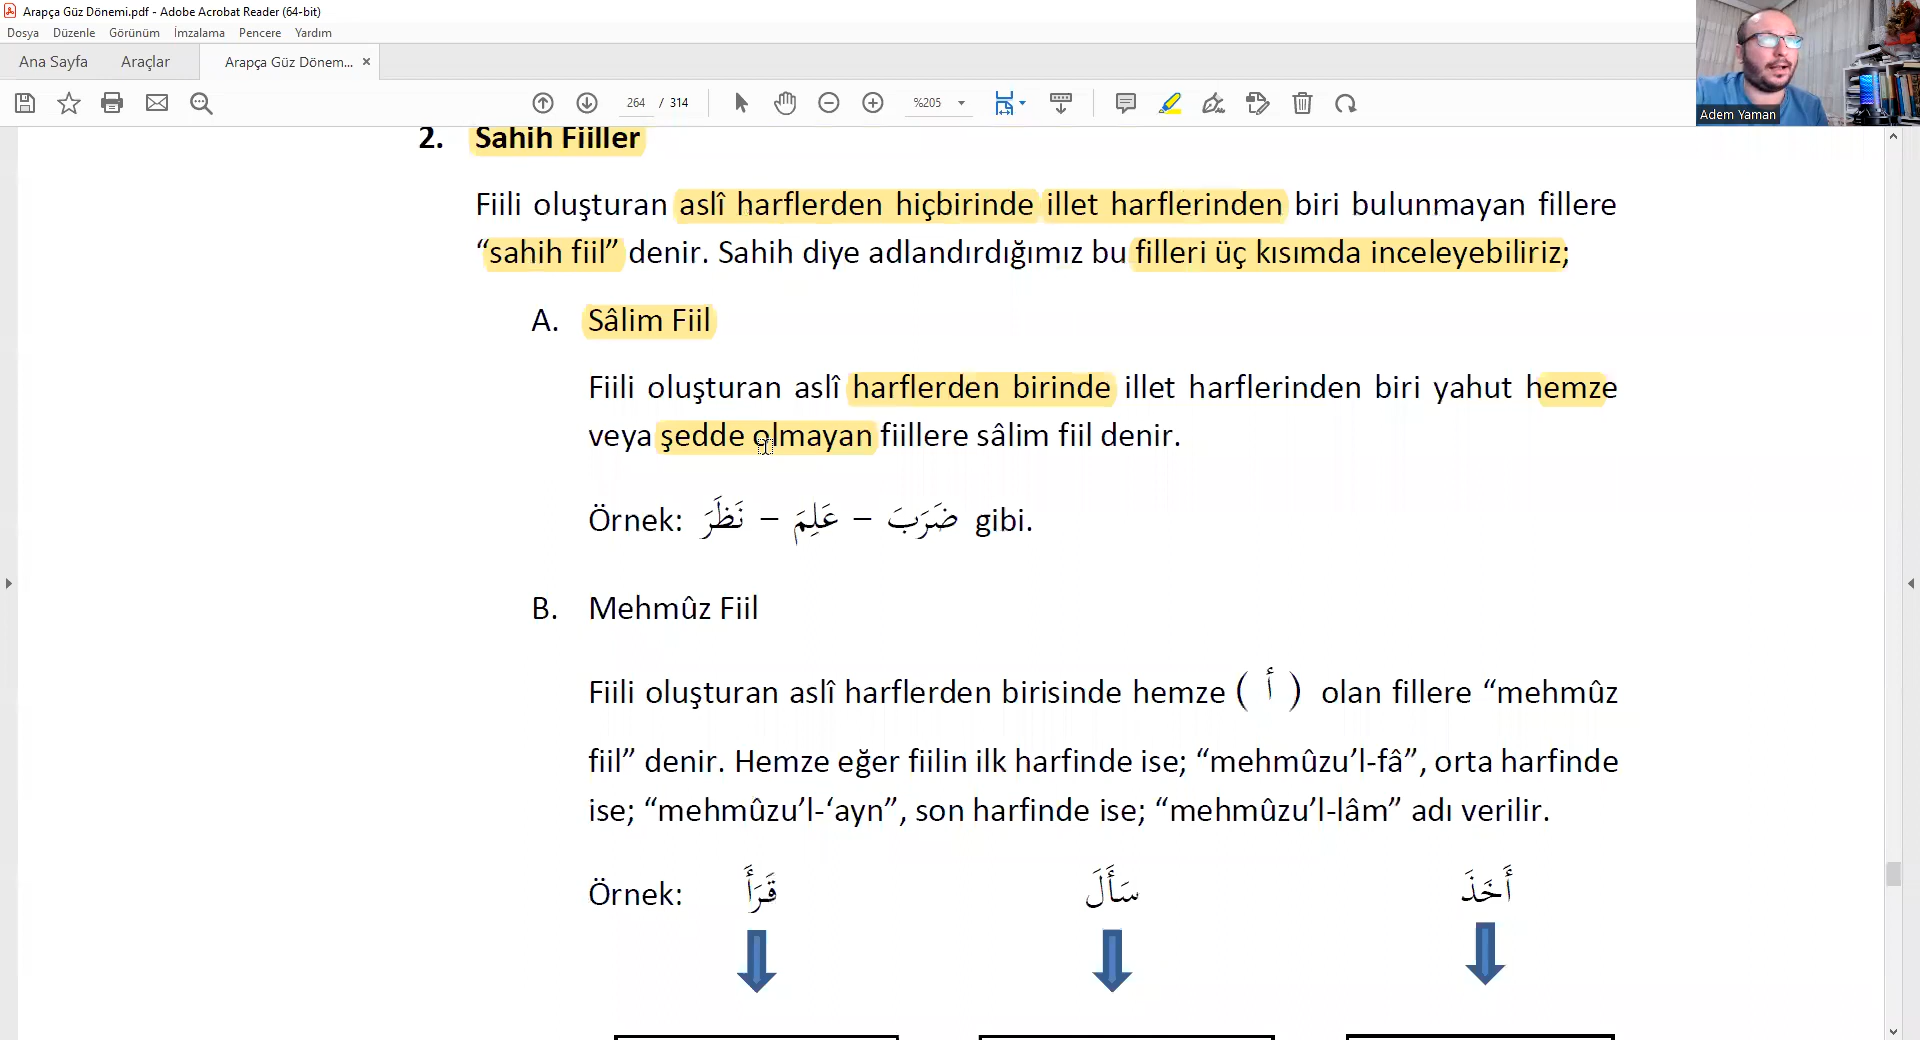 Arapça Güz Dönemi.pdf - Adobe Acrobat Reader (64-bit)
Dosya Düzenle Görünüm İmzalama Pencere Yardım
Ana Sayfa Araçlar Arapça Güz Dönem... ×
264 / 314 %205
Adem Yaman
2. Sahih Fiiller
Fiili oluşturan aslî harflerden hiçbirinde illet harflerinden biri bulunmayan fillere
“sahih fiil” denir. Sahih diye adlandırdığımız bu filleri üç kısımda inceleyebiliriz;
A. Sâlim Fiil
Fiili oluşturan aslî harflerden birinde illet harflerinden biri yahut hemze
veya şedde olmayan fiillere sâlim fiil denir.
Örnek: نَظَرَ – عَلِمَ – ضَرَبَ gibi.
B. Mehmûz Fiil
Fiili oluşturan aslî harflerden birisinde hemze ( أ ) olan fillere “mehmûz
fiil” denir. Hemze eğer fiilin ilk harfinde ise; “mehmûzu’l-fâ”, orta harfinde
ise; “mehmûzu’l-‘ayn”, son harfinde ise; “mehmûzu’l-lâm” adı verilir.
Örnek: قَرَأَ سَأَلَ أَخَذَ